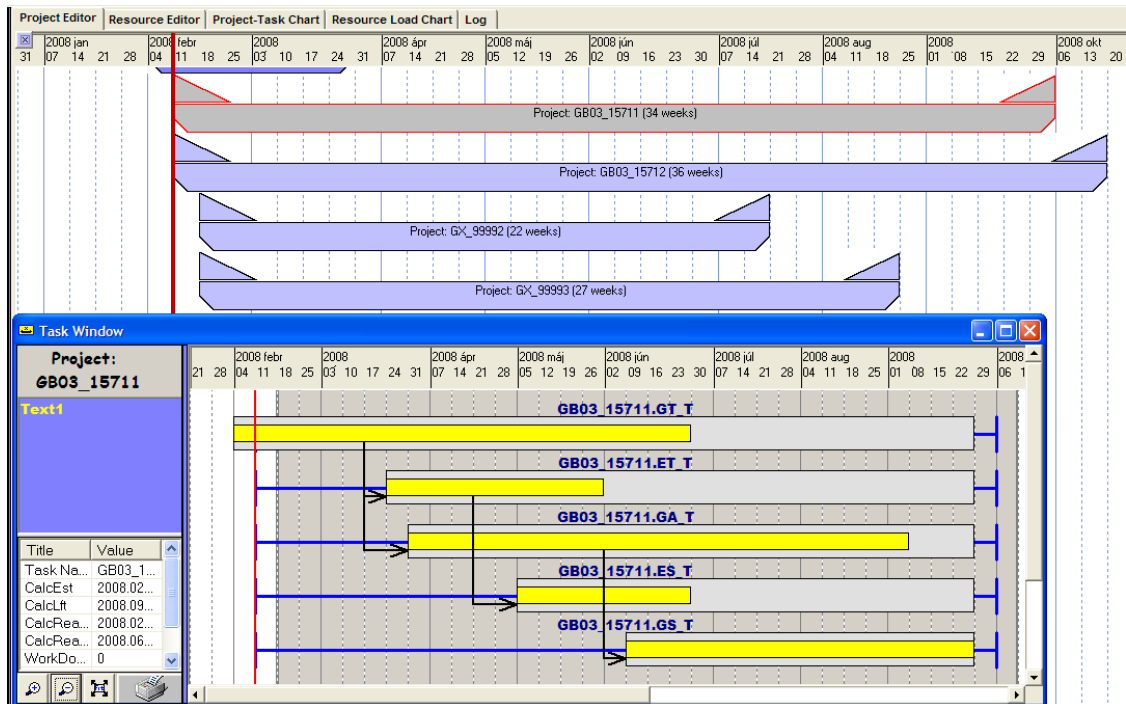 Project Editor Resource Editor Project-Task Chart Resource Load Chart Log
2008 jan 2008 febr 2008 2008 ápr 2008 máj 2008 jún 2008 júl 2008 aug 2008 2008 okt
31 07 14 21 28 04 11 18 25 03 10 17 24 31 07 14 21 28 05 12 19 26 02 09 16 23 30 07 14 21 28 04 11 18 25 01 08 15 22 29 06 13 20
Project: GB03_15711 (34 weeks)
Project: GB03_15712 (36 weeks)
Project: GX_99992 (22 weeks)
Project: GX_99993 (27 weeks)
Task Window
Project:
GB03_15711
Text1
2008 febr 2008 2008 ápr 2008 máj 2008 jún 2008 júl 2008 aug 2008 2008
21 28 04 11 18 25 03 10 17 24 31 07 14 21 28 05 12 19 26 02 09 16 23 30 07 14 21 28 04 11 18 25 01 08 15 22 29 06 1
GB03_15711.GT_T
GB03_15711.ET_T
GB03_15711.GA_T
GB03_15711.ES_T
GB03_15711.GS_T
Title Value
Task Na... GB03_1...
CalcEst 2008.02...
CalcLft 2008.09...
CalcRea... 2008.02...
CalcRea... 2008.06...
WorkDo... 0